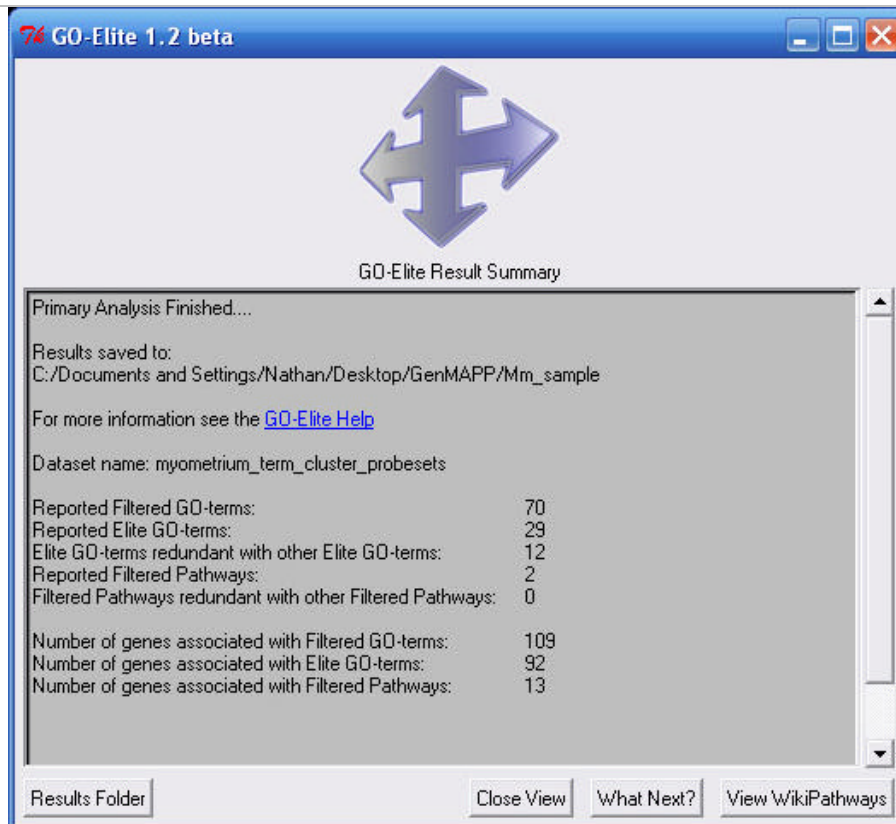 GO-Elite 1.2 beta
GO-Elite Result Summary
Primary Analysis Finished....
Results saved to:
C:/Documents and Settings/Nathan/Desktop/GenMAPP/Mm_sample
For more information see the GO-Elite Help
Dataset name: myometrium_term_cluster_probesets
Reported Filtered GO-terms: 70
Reported Elite GO-terms: 29
Elite GO-terms redundant with other Elite GO-terms: 12
Reported Filtered Pathways: 2
Filtered Pathways redundant with other Filtered Pathways: 0
Number of genes associated with Filtered GO-terms: 109
Number of genes associated with Elite GO-terms: 92
Number of genes associated with Filtered Pathways: 13
Results Folder Close View What Next? View WikiPathways